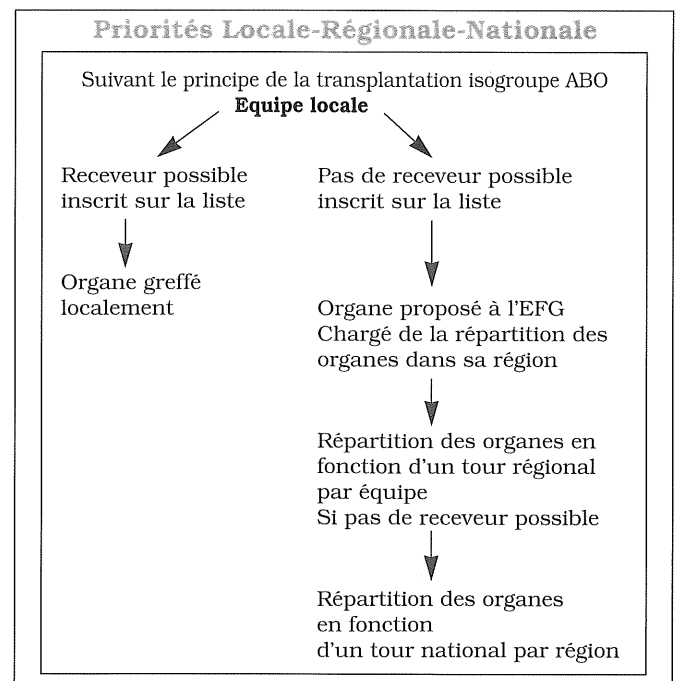 Priorités Locale-Régionale-Nationale
Suivant le principe de la transplantation isogroupe ABO
Equipe locale
Receveur possible
inscrit sur la liste
Organe greffé
localement
Pas de receveur possible
inscrit sur la liste
Organe proposé à l'EFG
Chargé de la répartition des
organes dans sa région
Répartition des organes en
fonction d'un tour régional
par équipe
Si pas de receveur possible
Répartition des organes
en fonction
d'un tour national par région